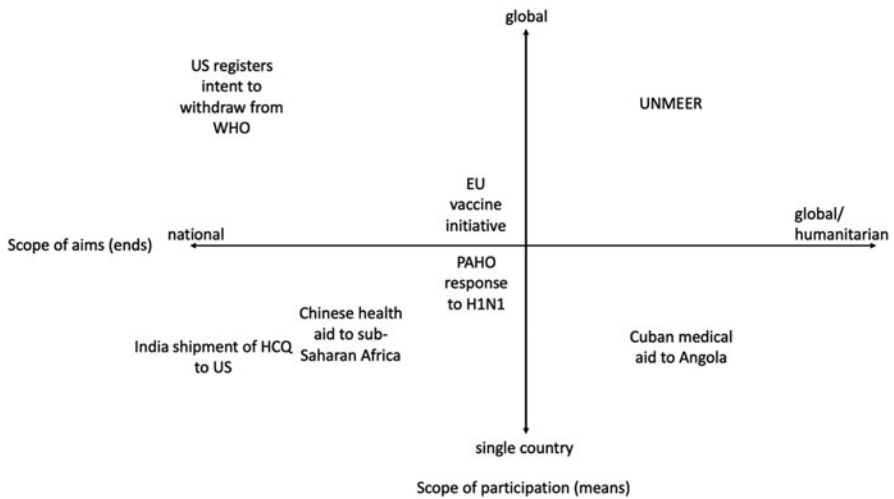 global
US registers
intent to
withdraw from
WHO
UNMEER
EU
vaccine
initiative
Scope of aims (ends)
national
global/
humanitarian
PAHO
response
to H1N1
Chinese health
aid to sub-
Saharan Africa
India shipment of HCQ
to US
Cuban medical
aid to Angola
single country
Scope of participation (means)